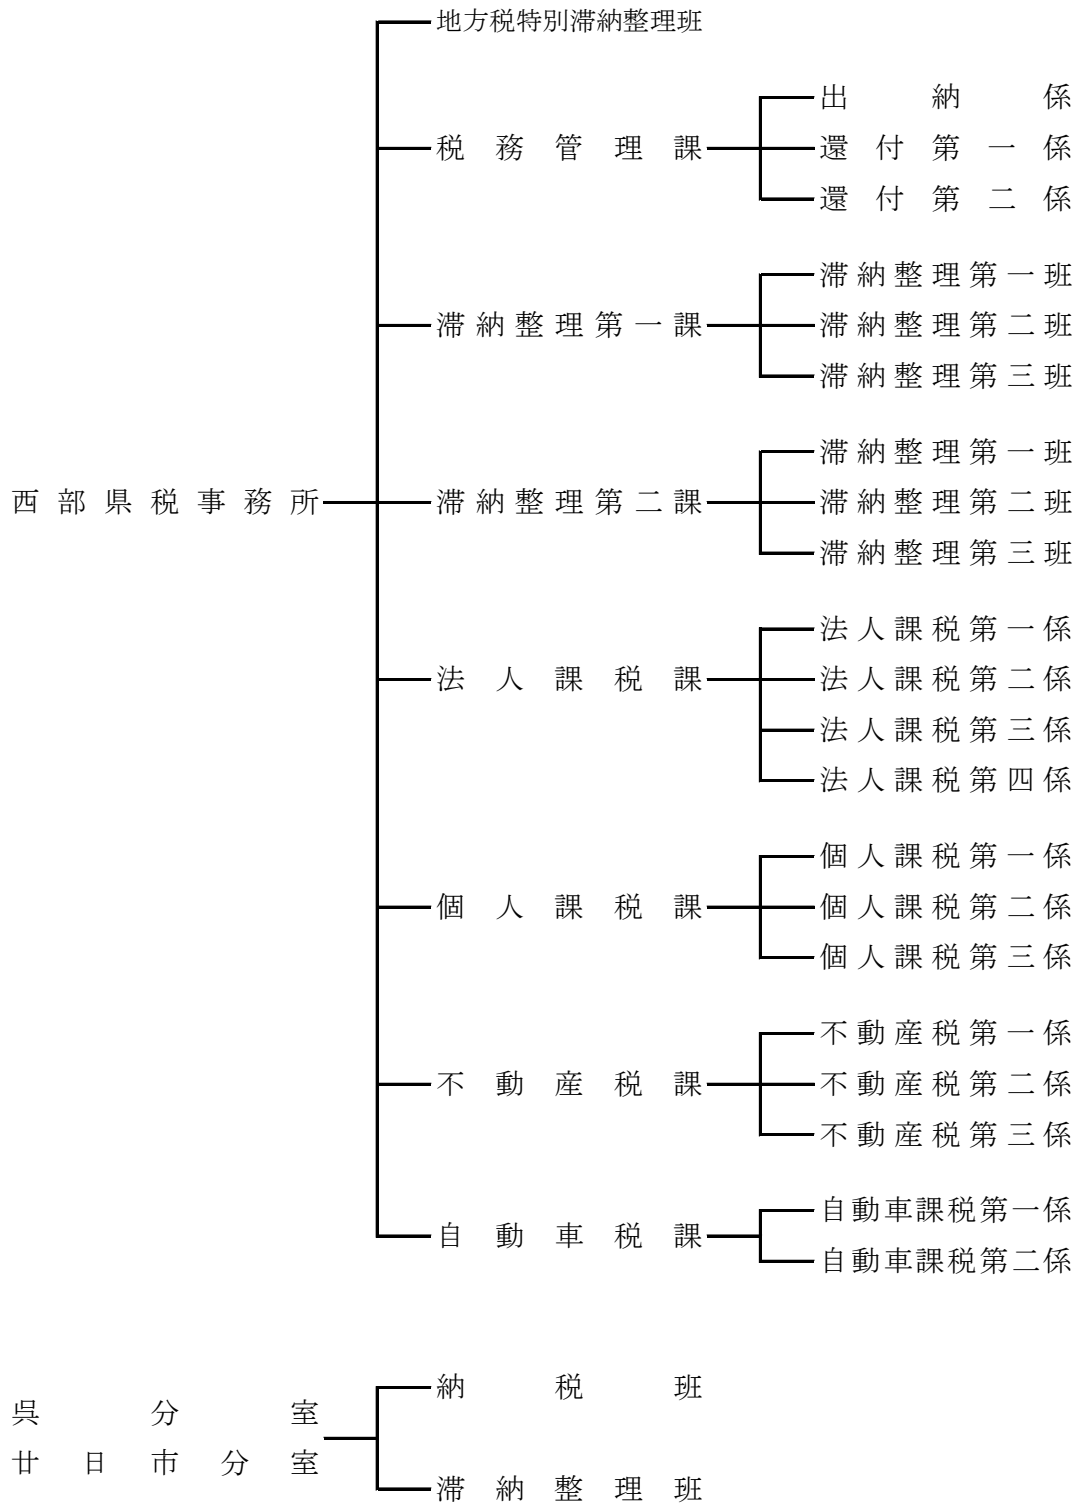 地方税特別滞納整理班
税務管理課
出納係
還付第一係
還付第二係
滞納整理第一課
滞納整理第一班
滞納整理第二班
滞納整理第三班
西部県税事務所
滞納整理第二課
滞納整理第一班
滞納整理第二班
滞納整理第三班
法人課税課
法人課税第一係
法人課税第二係
法人課税第三係
法人課税第四係
個人課税課
個人課税第一係
個人課税第二係
個人課税第三係
不動産税課
不動産税第一係
不動産税第二係
不動産税第三係
自動車税課
自動車課税第一係
自動車課税第二係
呉分室
廿日市分室
納税班
滞納整理班